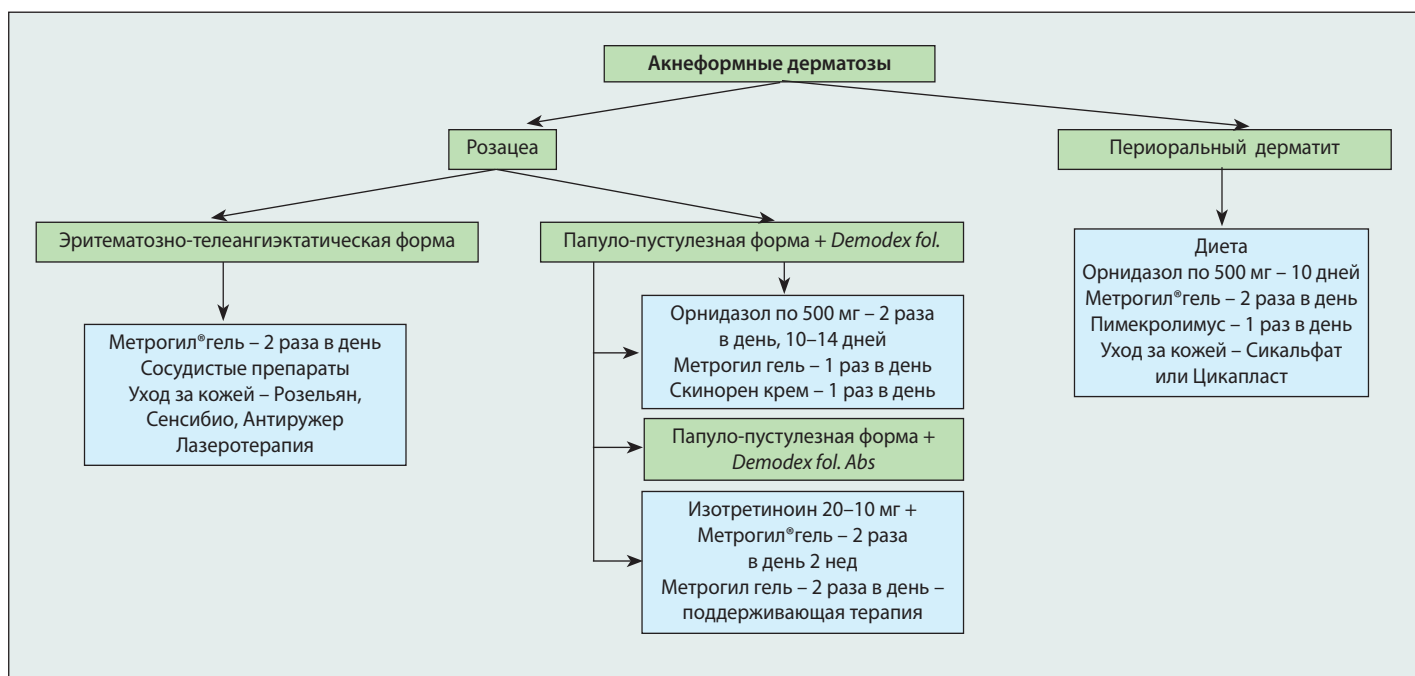 Акнеформные дерматозы
Розацеа
Периоральный дерматит
Эритематозно-телеангиэктатическая форма
Метрогил®гель – 2 раза в день
Сосудистые препараты
Уход за кожей – Розельян,
Сенсибио, Антиружер
Лазеротерапия
Папуло-пустулезная форма + Demodex fol.
Орнидазол по 500 мг – 2 раза
в день, 10–14 дней
Метрогил гель – 1 раз в день
Скинорен крем – 1 раз в день
Папуло-пустулезная форма +
Demodex fol. Abs
Изотретиноин 20–10 мг +
Метрогил®гель – 2 раза
в день 2 нед
Метрогил гель – 2 раза в день –
поддерживающая терапия
Диета
Орнидазол по 500 мг – 10 дней
Метрогил®гель – 2 раза в день
Пимекролимус – 1 раз в день
Уход за кожей – Сикальфат
или Цикапласт